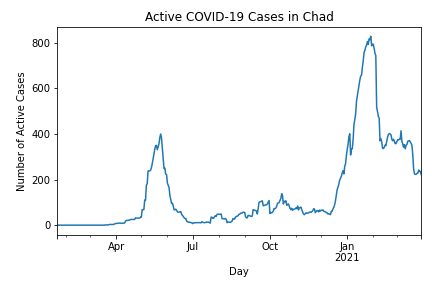 Active COVID-19 Cases in Chad
800
600
400
200
0
Number of Active Cases
Apr
Jul
Oct
Jan
2021
Day